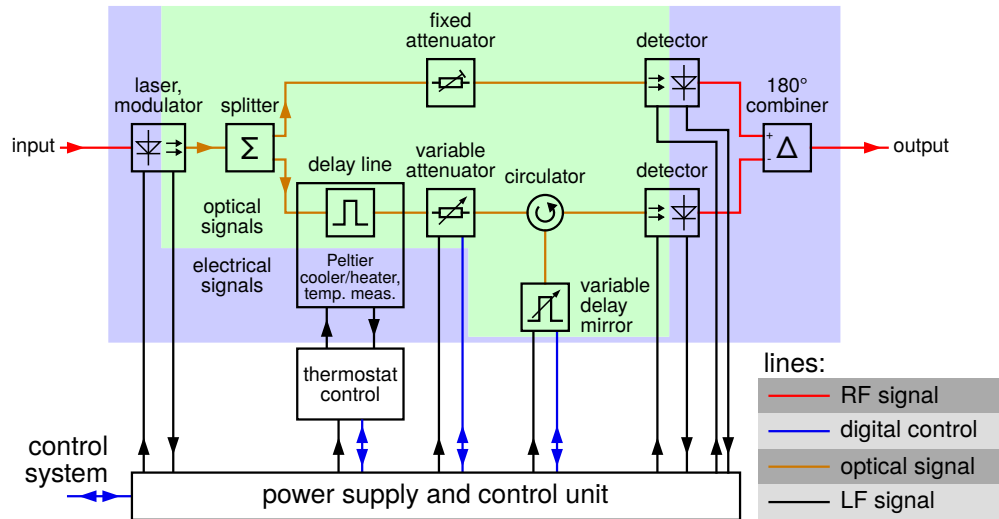 fixed
attenuator
detector
laser,
modulator
splitter
180°
combiner
input
Σ
+
-
Δ
output
delay line
variable
attenuator
circulator
detector
optical
signals
electrical
signals
Peltier
cooler/heater,
temp. meas.
variable
delay
mirror
thermostat
control
lines:
RF signal
digital control
optical signal
LF signal
control
system
power supply and control unit